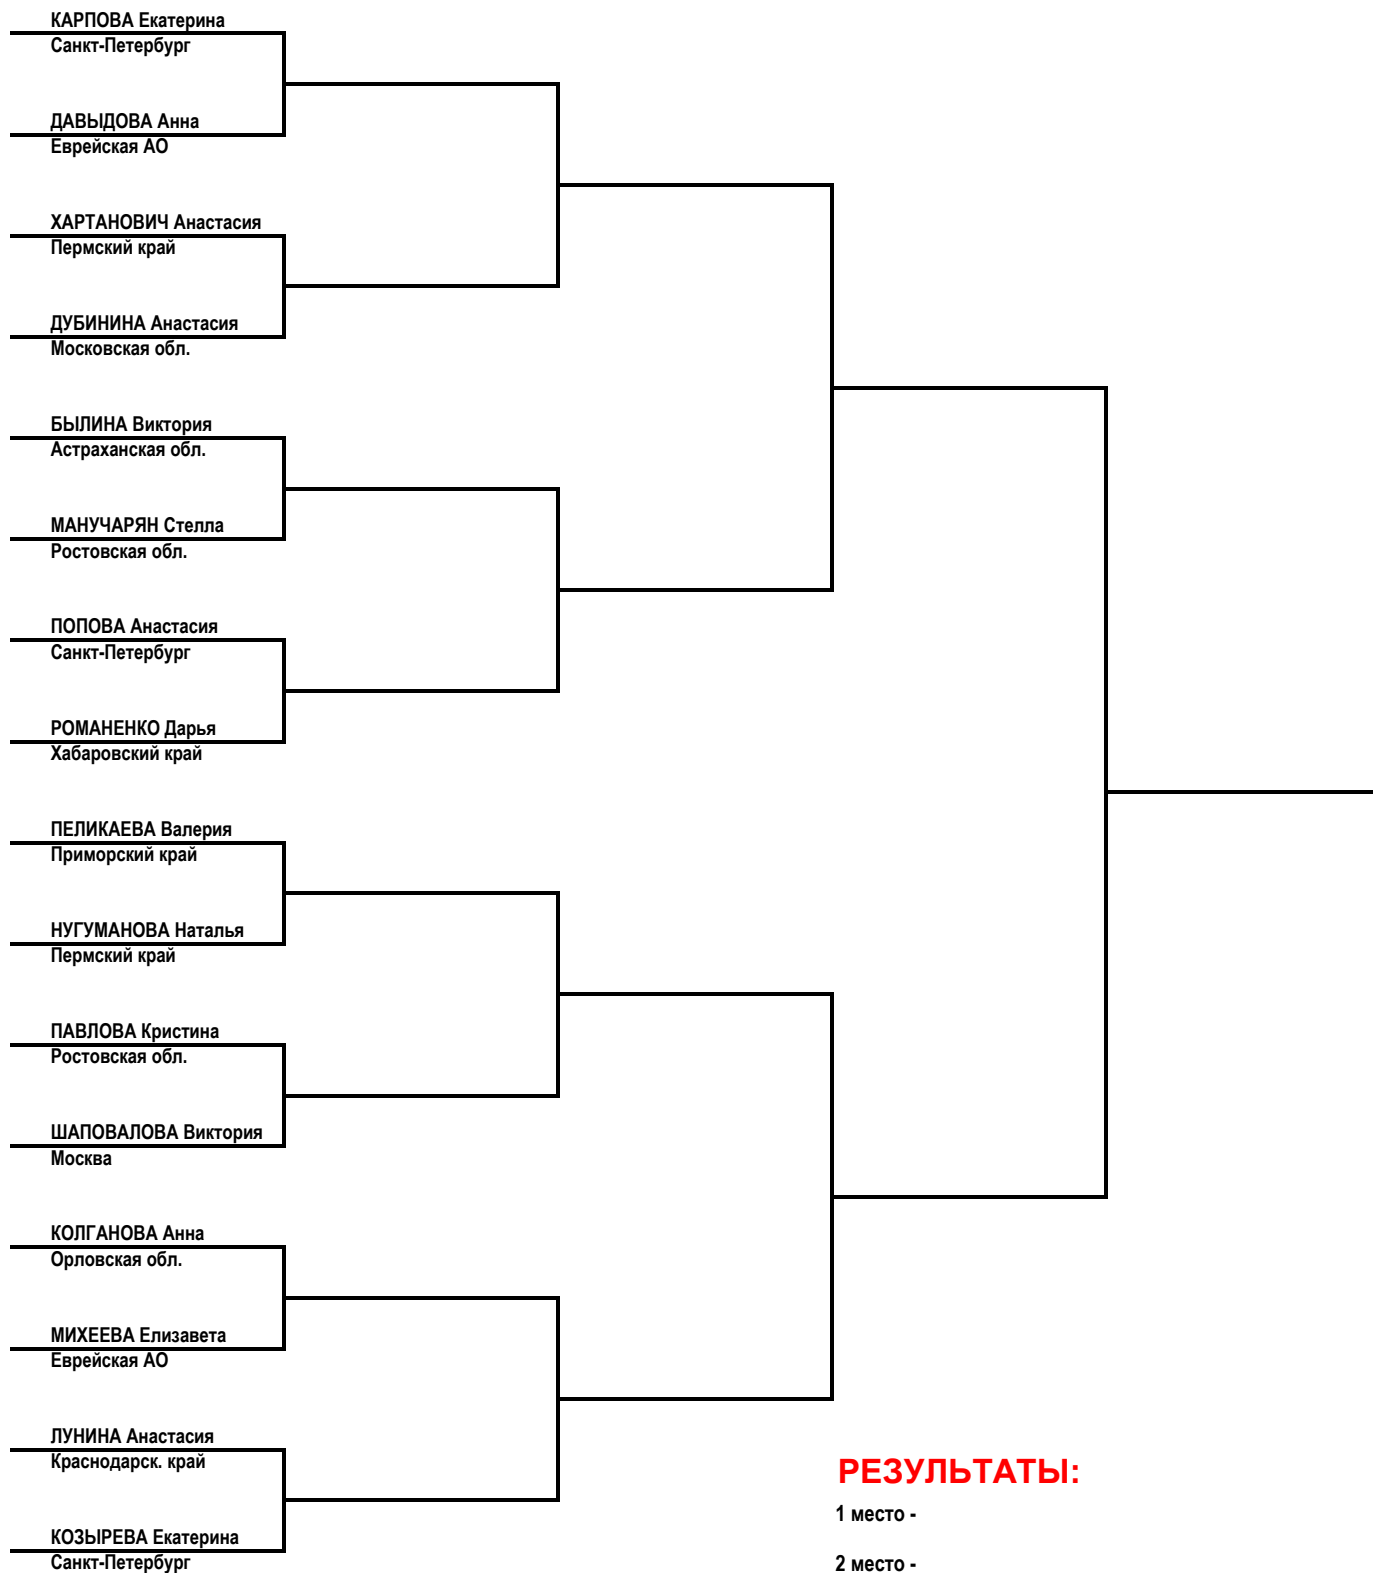 КАРПОВА Екатерина
Санкт-Петербург
ДАВЫДОВА Анна
Еврейская АО
ХАРТАНОВИЧ Анастасия
Пермский край
ДУБИНИНА Анастасия
Московская обл.
БЫЛИНА Виктория
Астраханская обл.
МАНУЧАРЯН Стелла
Ростовская обл.
ПОПОВА Анастасия
Санкт-Петербург
РОМАНЕНКО Дарья
Хабаровский край
ПЕЛИКАЕВА Валерия
Приморский край
НУГУМАНОВА Наталья
Пермский край
ПАВЛОВА Кристина
Ростовская обл.
ШАПОВАЛОВА Виктория
Москва
КОЛГАНОВА Анна
Орловская обл.
МИХЕЕВА Елизавета
Еврейская АО
ЛУНИНА Анастасия
Краснодарск. край
КОЗЫРЕВА Екатерина
Санкт-Петербург
РЕЗУЛЬТАТЫ:
1 место -
2 место -